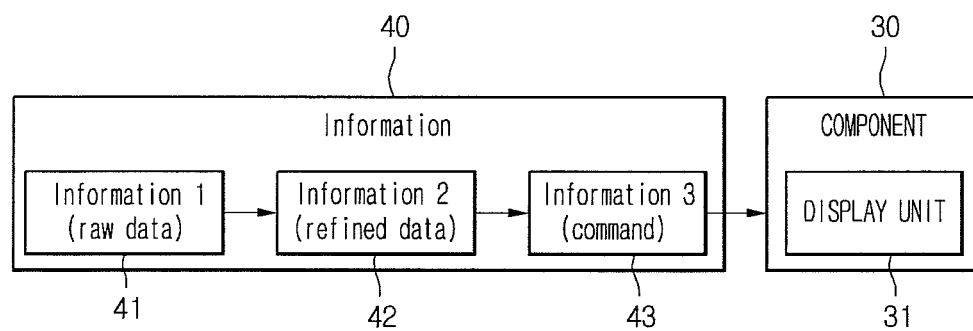 40
30
Information
COMPONENT
Information 1
(raw data)
Information 2
(refined data)
Information 3
(command)
DISPLAY UNIT
41
42
43
31